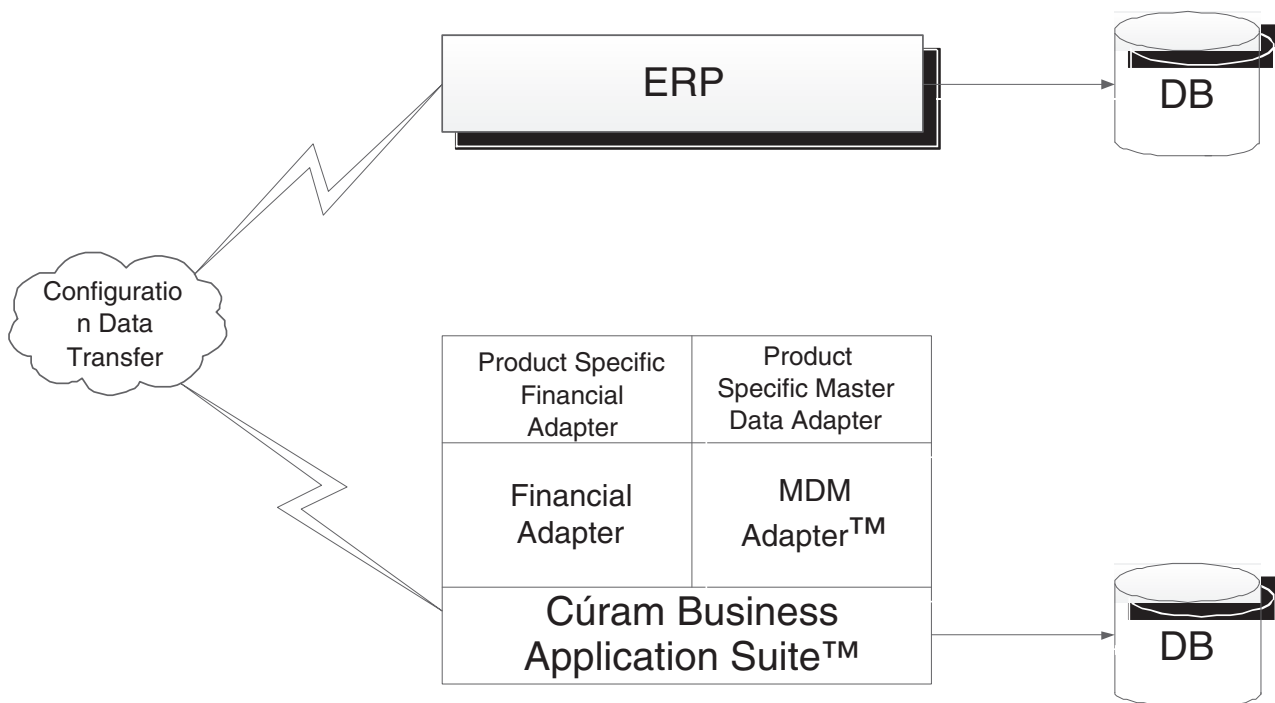 ERP
DB
Configuratio
n Data
Transfer
Product Specific
Financial
Adapter
Product
Specific Master
Data Adapter
Financial
Adapter
MDM
Adapter™
Cúram Business
Application Suite™
DB